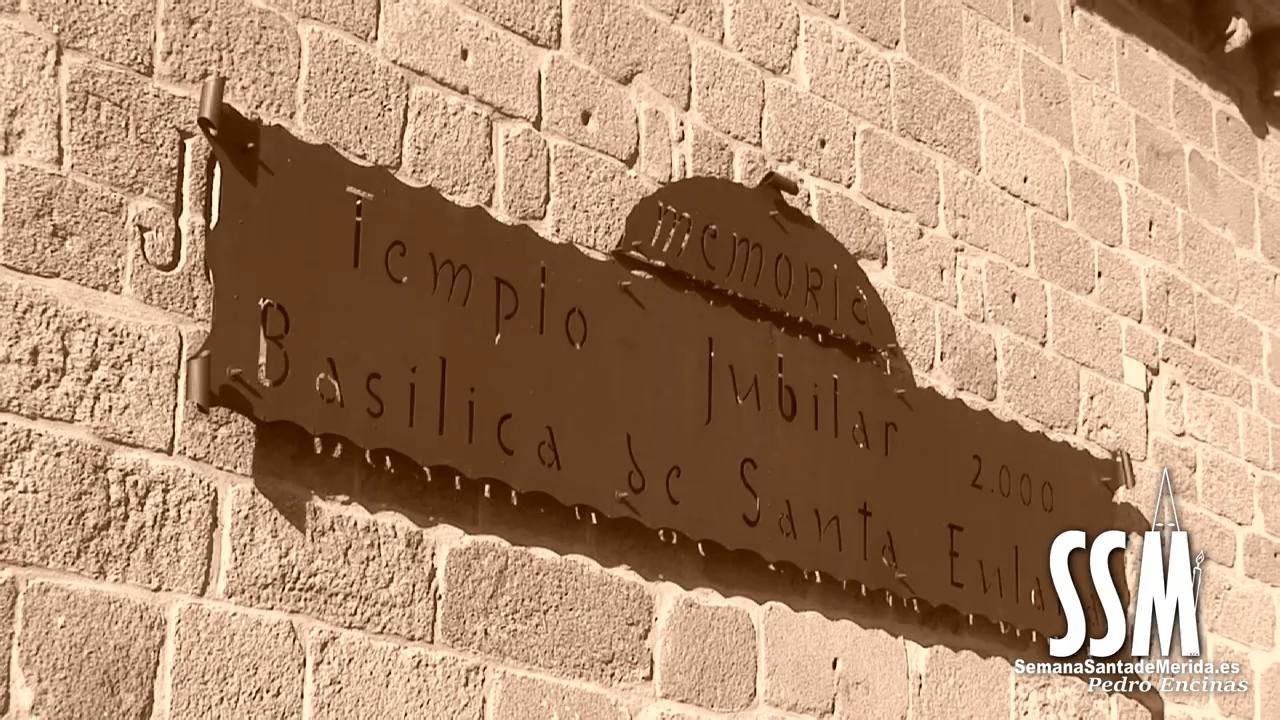 memoria
Templo Jubilar 2.000
Basilica de Santa
SSM
SemanaSantadeMerida.es
Pedro Encinas